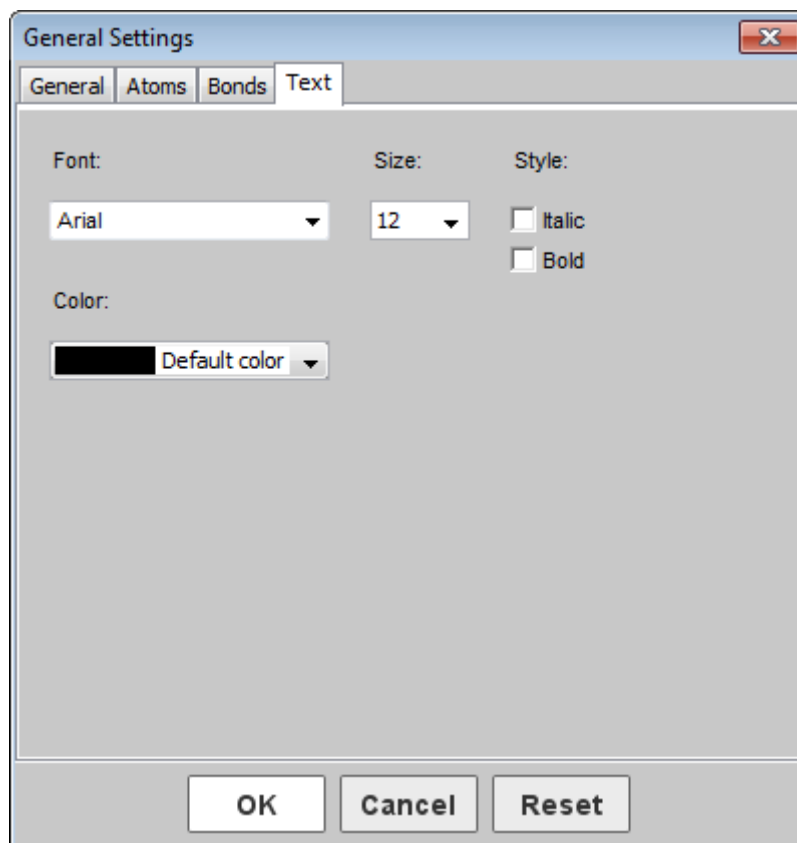 General Settings
General Atoms Bonds Text
Font: Size: Style:
Arial 12 Italic
Bold
Color:
Default color
OK Cancel Reset